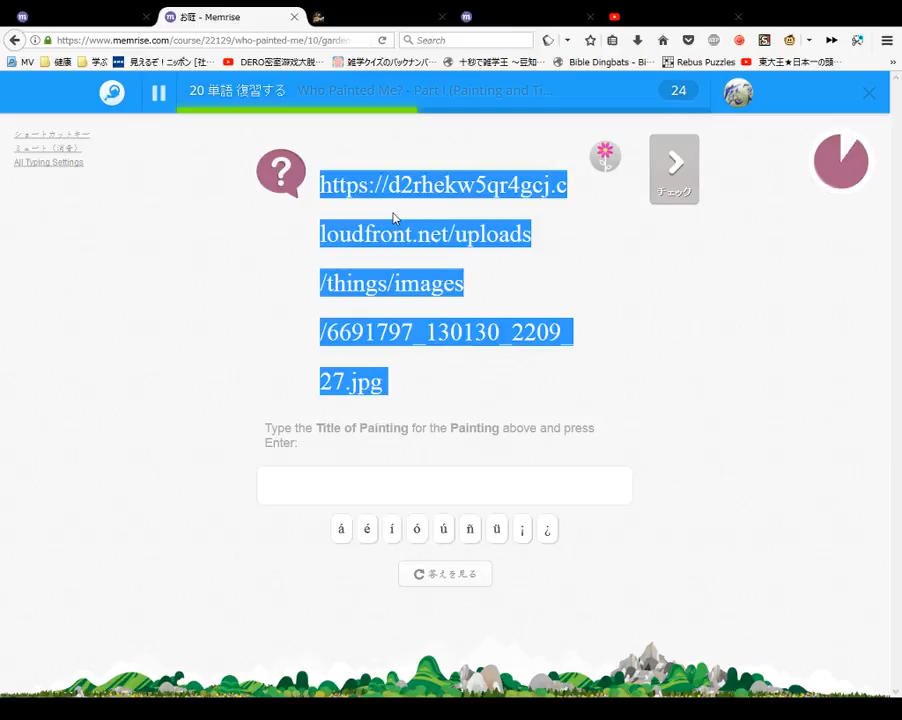 お庭 - Memrise
https://www.memrise.com/course/22129/who-painted-me/10/garden
Search
MV
健康
学ぶ
見えるぞ！ニッポン [社…
DERO密室游戏大脱…
雑学クイズのバックナンバ…
十秒で雑学王 ～豆知…
Bible Dingbats - Bi…
Rebus Puzzles
東大王★日本一の頭…
20 単語 復習する
Who Painted Me? - Part I (Painting and Ti...
24
ショートカットキー
ミュート（消音）
All Typing Settings
https://d2rhekw5qr4gcj.c
loudfront.net/uploads
/things/images
/6691797_130130_2209_
27.jpg
チェック
Type the Title of Painting for the Painting above and press
Enter:
á é í ó ú ñ ü ¡ ¿
答えを見る